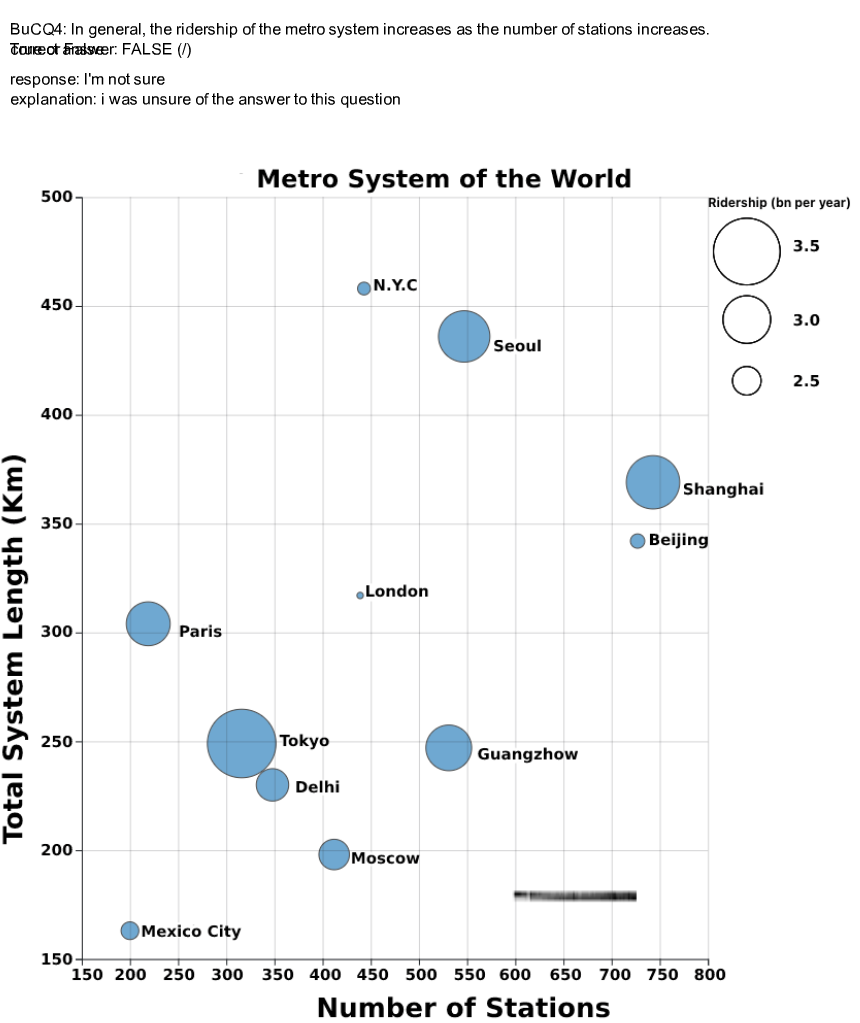 BuCQ4: In general, the ridership of the metro system increases as the number of stations increases.
True or False
correct answer: FALSE (/)
response: I'm not sure
explanation: i was unsure of the answer to this question
Metro System of the World
Ridership (bn per year)
3.5
3.0
2.5
500
450
400
350
300
250
200
150
Total System Length (Km)
N.Y.C
Seoul
Shanghai
Beijing
London
Paris
Tokyo
Guangzhow
Delhi
Moscow
Mexico City
150 200 250 300 350 400 450 500 550 600 650 700 750 800
Number of Stations